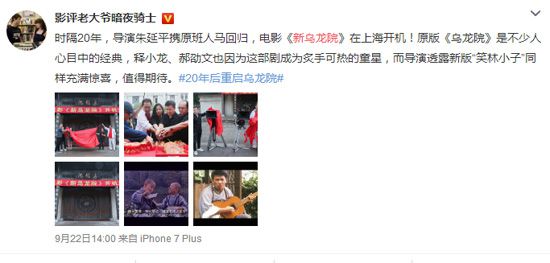 影评老大爷暗夜骑士
时隔20年，导演朱延平携原班人马回归，电影《新乌龙院》在上海开机！原版《乌龙院》是不少人
心目中的经典，释小龙、郝劭文也因为这部剧成为炙手可热的童星，而导演透露新版“笑林小子”同
样充满惊喜，值得期待。#20年后重启乌龙院#
9月22日14:00 来自 iPhone 7 Plus